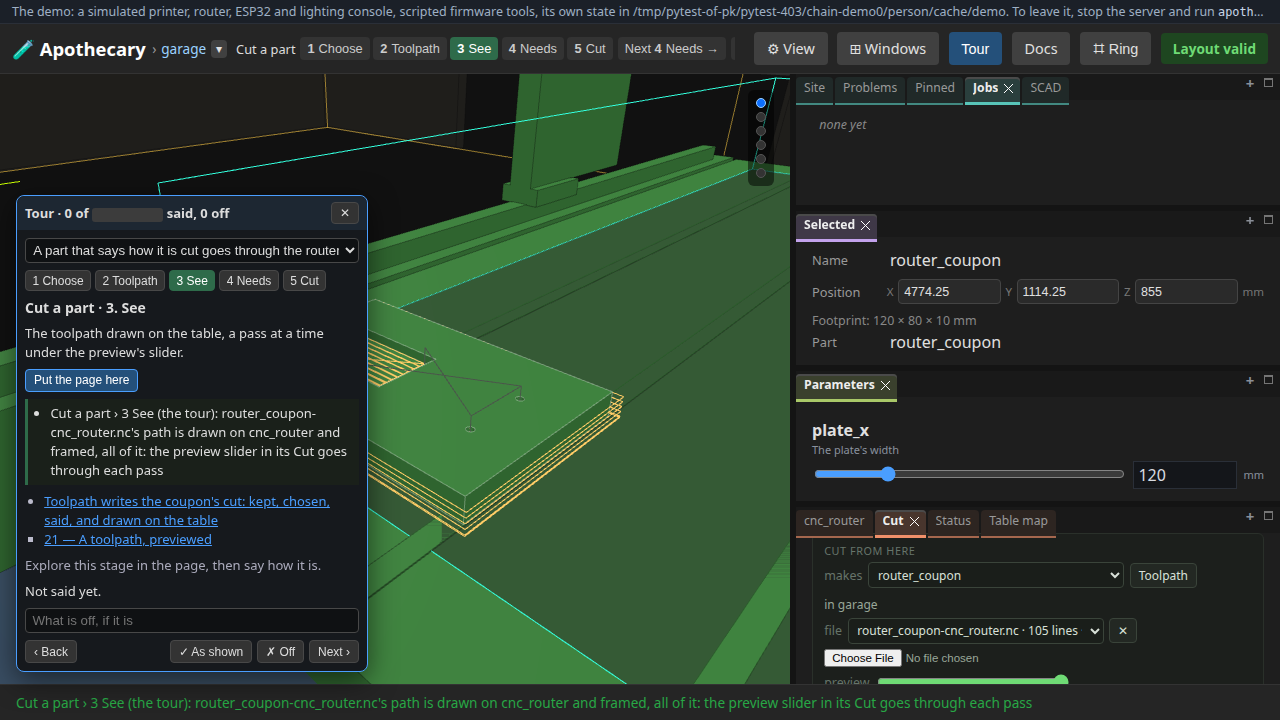 The demo: a simulated printer, router, ESP32 and lighting console, scripted firmware tools, its own state in /tmp/pytest-of-pk/pytest-403/chain-demo0/person/cache/demo. To leave it, stop the server and run apoth…
Apothecary › garage ▾ Cut a part 1 Choose 2 Toolpath 3 See 4 Needs 5 Cut Next 4 Needs → ⚙ View ⊞ Windows Tour Docs ⌗ Ring Layout valid
Site Problems Pinned Jobs SCAD
none yet
Tour · 0 of said, 0 off
A part that says how it is cut goes through the router
1 Choose 2 Toolpath 3 See 4 Needs 5 Cut
Cut a part · 3. See
The toolpath drawn on the table, a pass at a time
under the preview's slider.
Put the page here
Cut a part › 3 See (the tour): router_coupon-
cnc_router.nc's path is drawn on cnc_router and
framed, all of it: the preview slider in its Cut goes
through each pass
Toolpath writes the coupon's cut: kept, chosen,
said, and drawn on the table
21 — A toolpath, previewed
Explore this stage in the page, then say how it is.
Not said yet.
What is off, if it is
‹ Back ✓ As shown ✗ Off Next ›
Selected
Name router_coupon
Position X 4774.25 Y 1114.25 Z 855 mm
Footprint: 120 × 80 × 10 mm
Part router_coupon
Parameters
plate_x
The plate's width
120 mm
cnc_router Cut Status Table map
CUT FROM HERE
makes router_coupon Toolpath
in garage
file router_coupon-cnc_router.nc · 105 lines ✕
Choose File No file chosen
preview
Cut a part › 3 See (the tour): router_coupon-cnc_router.nc's path is drawn on cnc_router and framed, all of it: the preview slider in its Cut goes through each pass